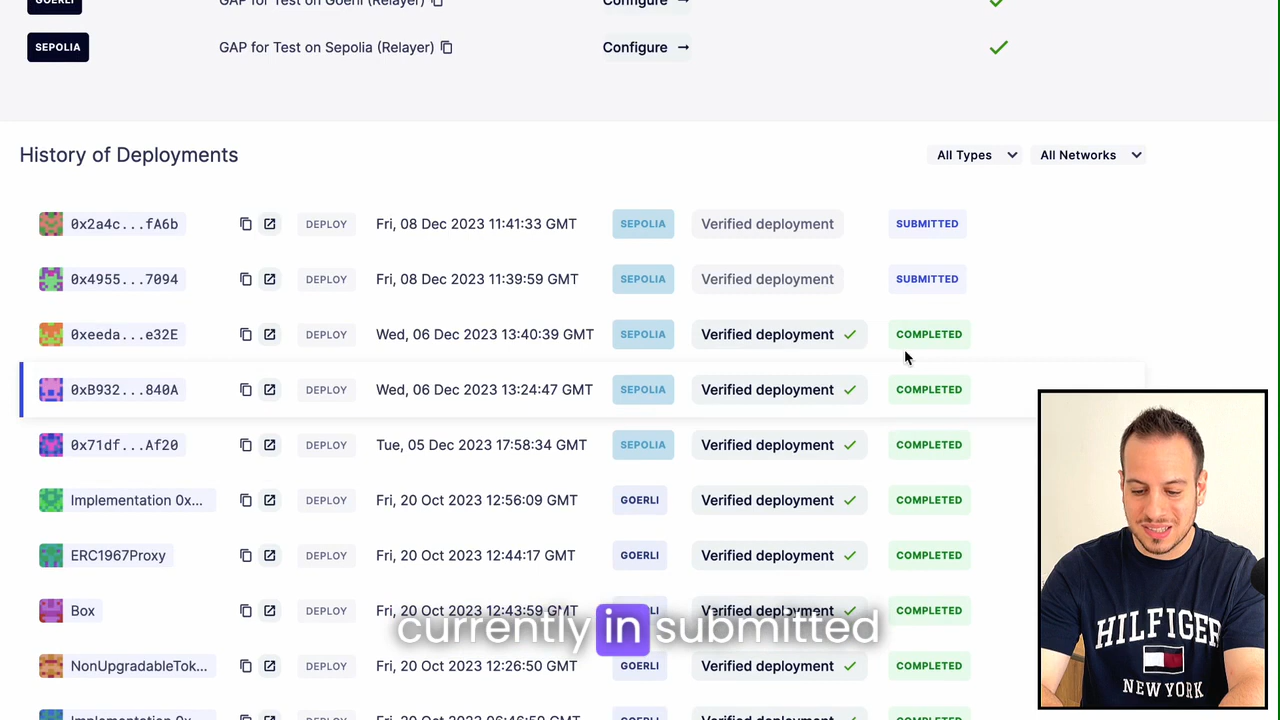 GOERLI GAP for Test on Goerli (Relayer) Configure →
SEPOLIA GAP for Test on Sepolia (Relayer) Configure →
History of Deployments All Types All Networks
0x2a4c...fA6b DEPLOY Fri, 08 Dec 2023 11:41:33 GMT SEPOLIA Verified deployment SUBMITTED
0x4955...7094 DEPLOY Fri, 08 Dec 2023 11:39:59 GMT SEPOLIA Verified deployment SUBMITTED
0xeeda...e32E DEPLOY Wed, 06 Dec 2023 13:40:39 GMT SEPOLIA Verified deployment COMPLETED
0xB932...840A DEPLOY Wed, 06 Dec 2023 13:24:47 GMT SEPOLIA Verified deployment COMPLETED
0x71df...Af20 DEPLOY Tue, 05 Dec 2023 17:58:34 GMT SEPOLIA Verified deployment COMPLETED
Implementation 0x... DEPLOY Fri, 20 Oct 2023 12:56:09 GMT GOERLI Verified deployment COMPLETED
ERC1967Proxy DEPLOY Fri, 20 Oct 2023 12:44:17 GMT GOERLI Verified deployment COMPLETED
Box DEPLOY Fri, 20 Oct 2023 12:43:59 GMT Verified deployment COMPLETED
currently in submitted
NonUpgradableTok... DEPLOY Fri, 20 Oct 2023 12:26:50 GMT GOERLI Verified deployment COMPLETED
HILFIGER
NEW YORK